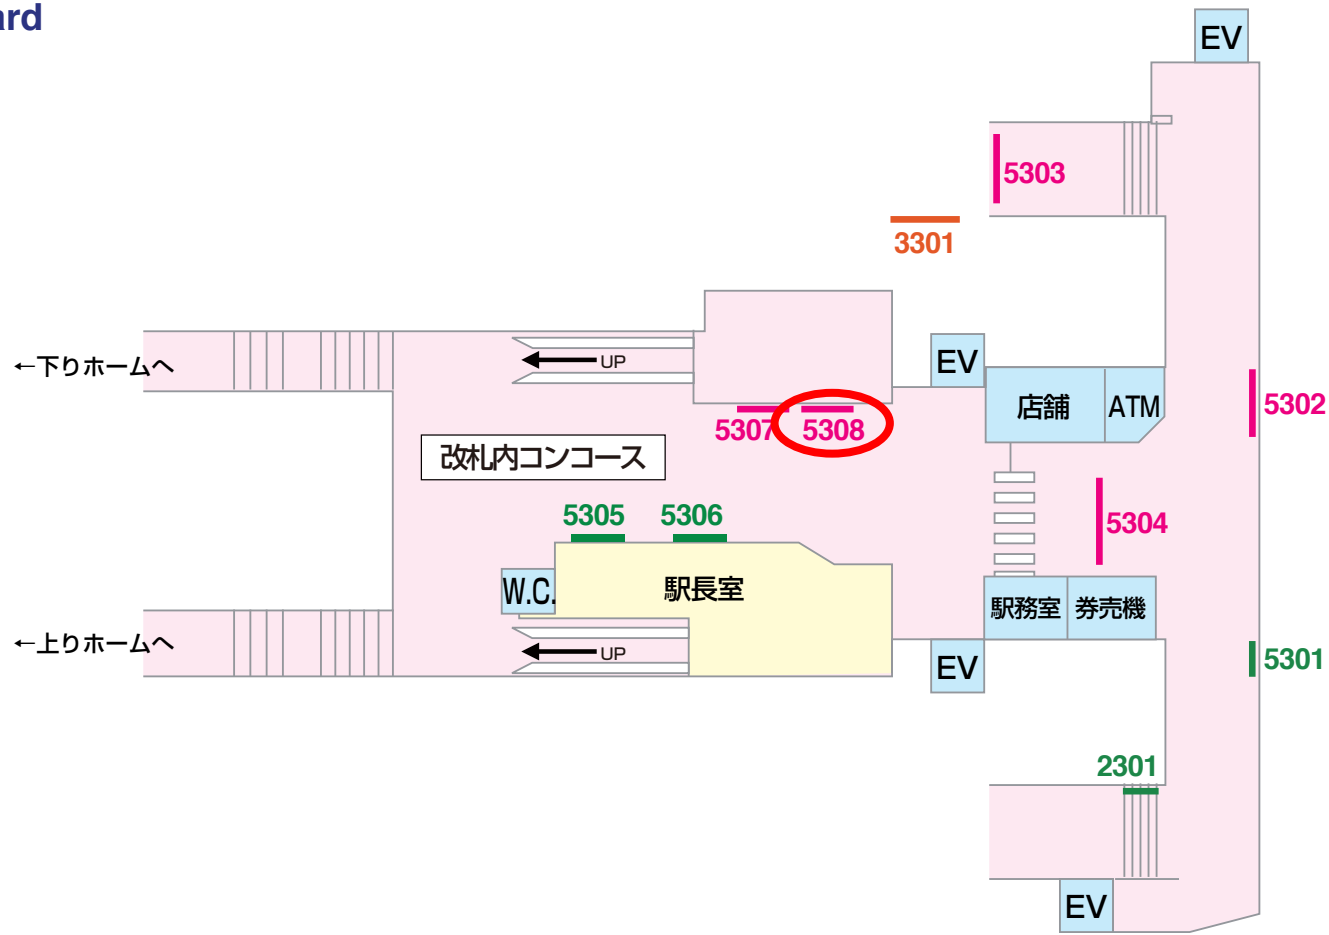 ard
EV
5303
3301
←下りホームへ
UP
EV
店舗
ATM
5302
5307
5308
改札内コンコース
5305
5306
5304
W.C.
駅長室
駅務室
券売機
←上りホームへ
UP
EV
5301
2301
EV